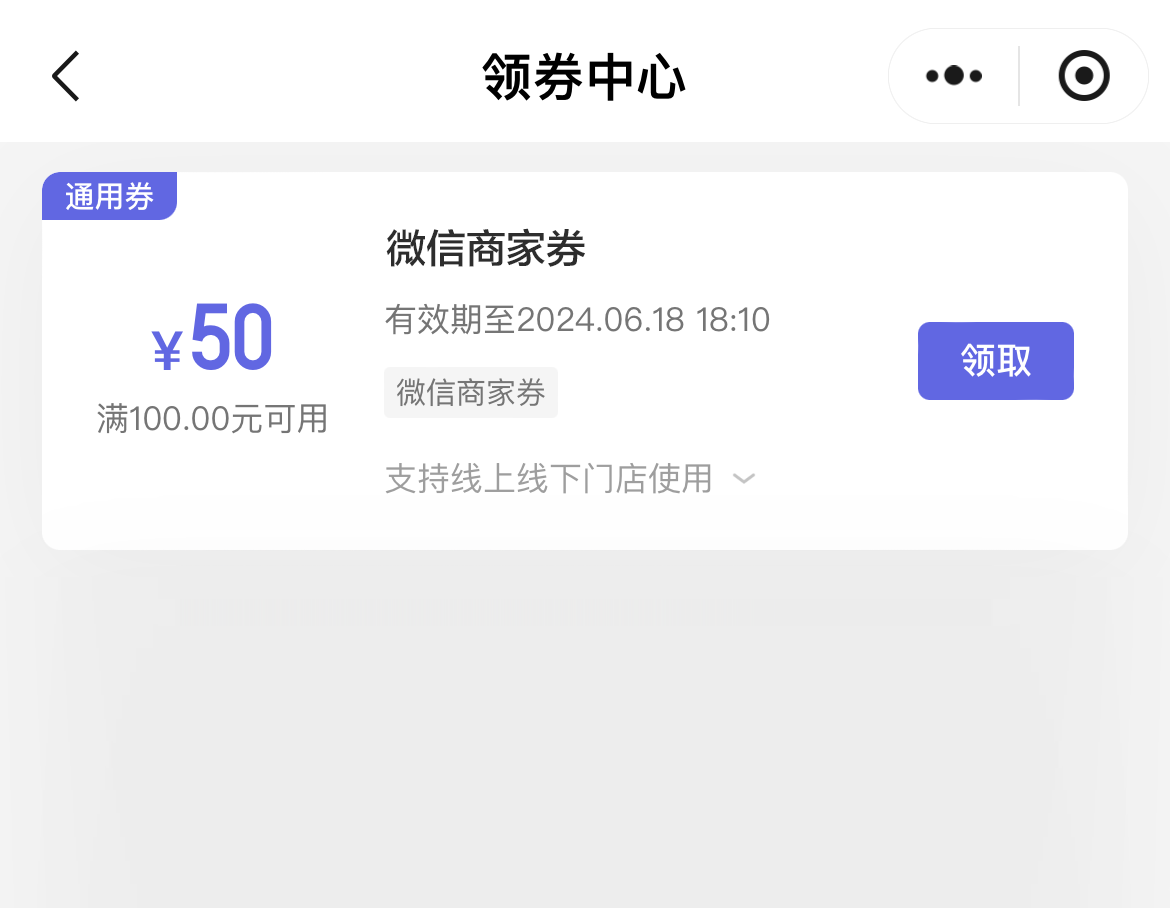 领券中心
通用券
微信商家券
¥50
有效期至2024.06.18 18:10
满100.00元可用
微信商家券
领取
支持线上线下门店使用